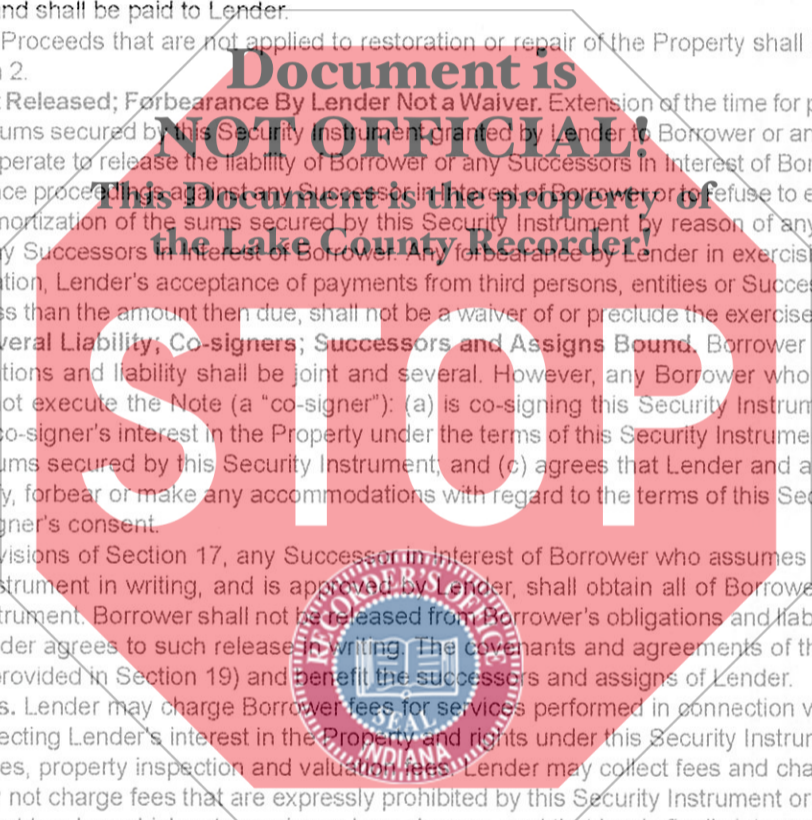 nd shall be paid to Lender.
Proceeds that are not applied to restoration or repair of the Property shall
2.
Document is
Released; Forbearance By Lender Not a Waiver. Extension of the time for
ums secured by this Security Instrument granted by Lender to Borrower or
NOT OFFICIAL!
perate to release the liability of Borrower or any Successors in Interest of
ce proceedings against any Successor in Interest of Borrower or to refuse to
This Document is the property of
mortization of the sums secured by this Security Instrument by reason of any
the Lake County Recorder!
y Successors in Interest of Borrower. Any forbearance by Lender in exercisi
tion, Lender's acceptance of payments from third persons, entities or Succe
ss than the amount then due, shall not be a waiver of or preclude the exercise
STOP
veral Liability; Co-signers; Successors and Assigns Bound. Borrower
tions and liability shall be joint and several. However, any Borrower who
ot execute the Note (a "co-signer"): (a) is co-signing this Security Instrum
co-signer's interest in the Property under the terms of this Security Instrume
ums secured by this Security Instrument; and (c) agrees that Lender and a
y, forbear or make any accommodations with regard to the terms of this Sec
gner's consent.
visions of Section 17, any Successor in Interest of Borrower who assumes
strument in writing, and is approved by Lender, shall obtain all of Borrowe
trument. Borrower shall not be released from Borrower's obligations and liab
der agrees to such release in writing. The covenants and agreements of th
provided in Section 19) and benefit the successors and assigns of Lender.
s. Lender may charge Borrower fees for services performed in connection v
ecting Lender's interest in the Property and rights under this Security Instrum
es, property inspection and valuation fees. Lender may collect fees and cha
not charge fees that are expressly prohibited by this Security Instrument or
RECORDER'S OFFICE
SEAL
INDIANA